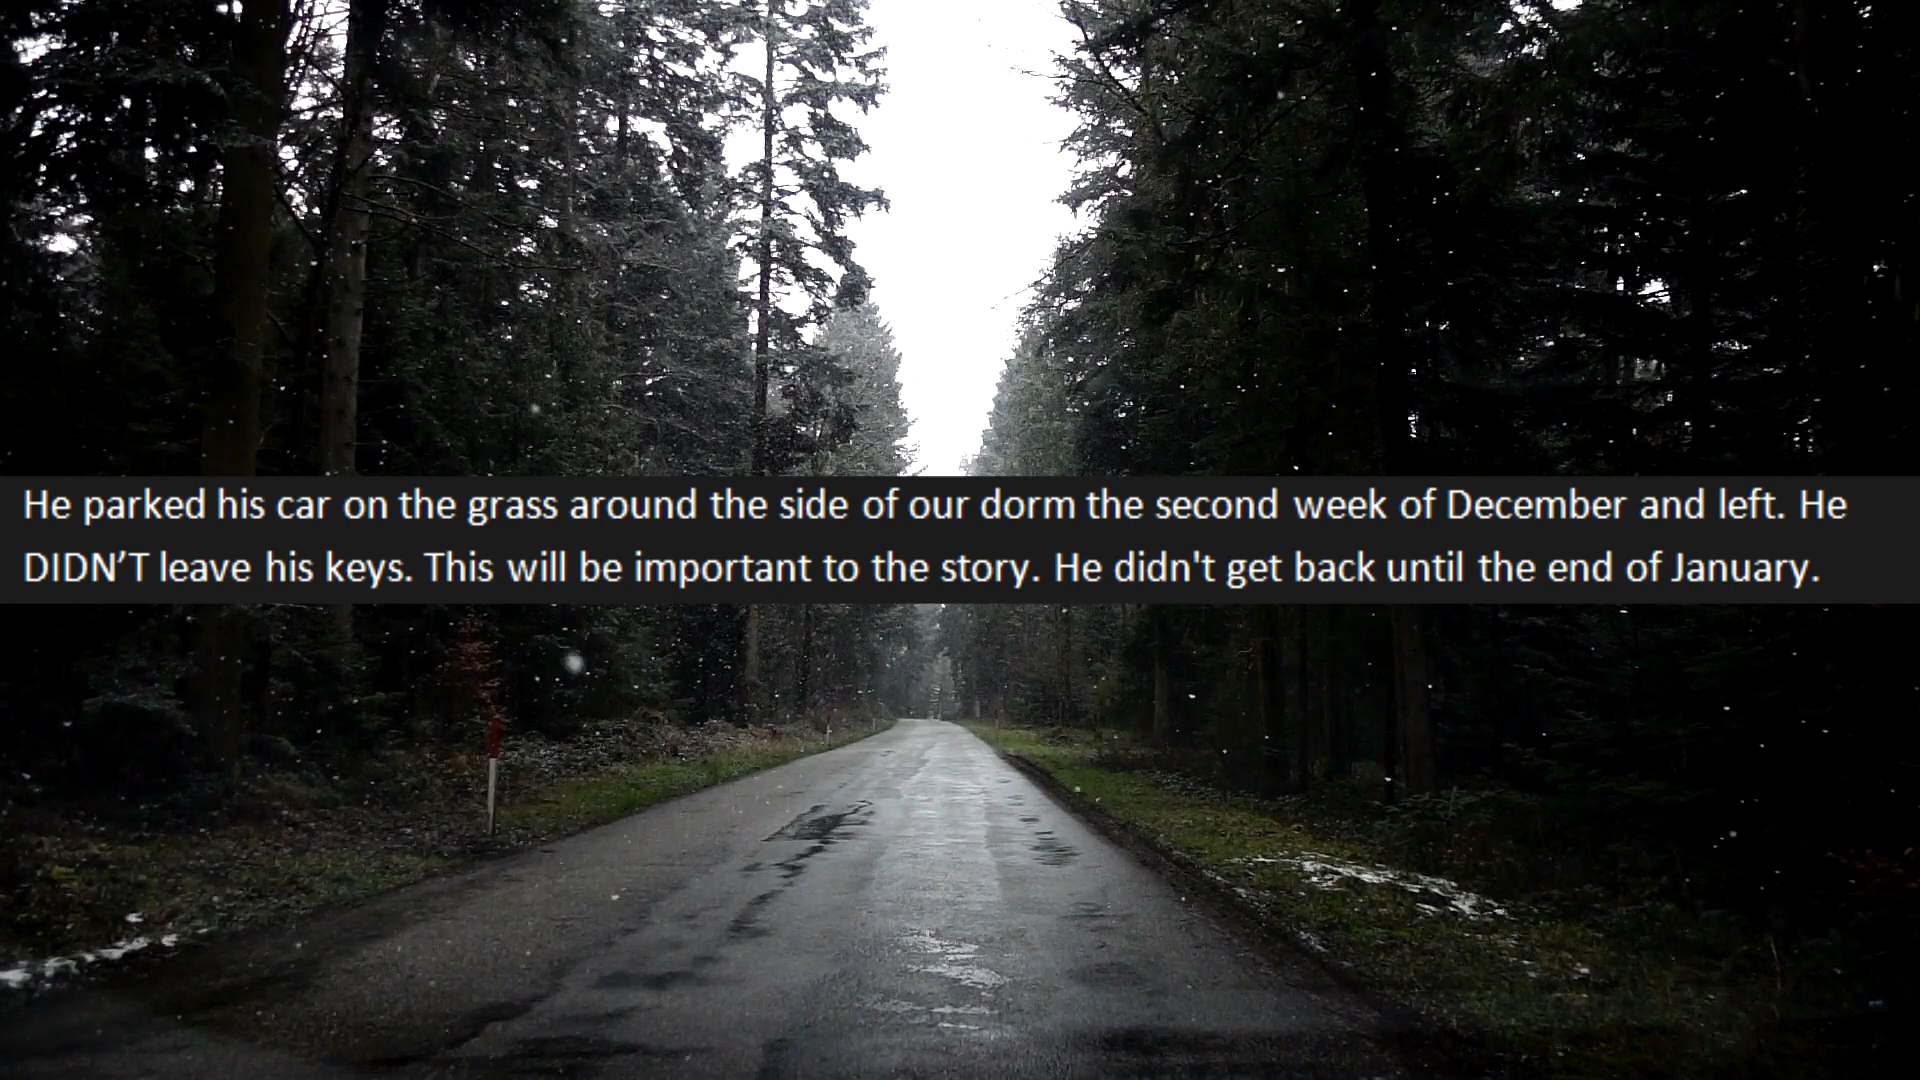 He parked his car on the grass around the side of our dorm the second week of December and left. He
DIDN’T leave his keys. This will be important to the story. He didn't get back until the end of January.